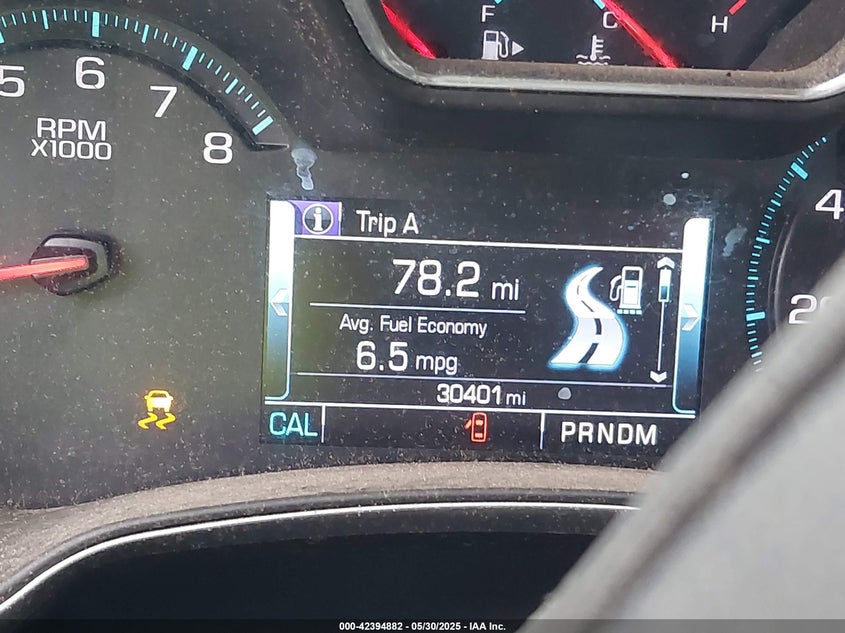 F
C
H
5
6
7
8
RPM
X1000
i
Trip A
78.2 mi
Avg. Fuel Economy
6.5 mpg
30401 mi
CAL
PRNDM
4
000-42394882 - 05/30/2025 - IAA Inc.